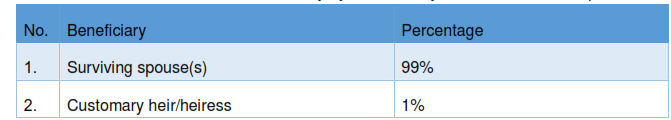 No. Beneficiary Percentage
1. Surviving spouse(s) 99%
2. Customary heir/heiress 1%